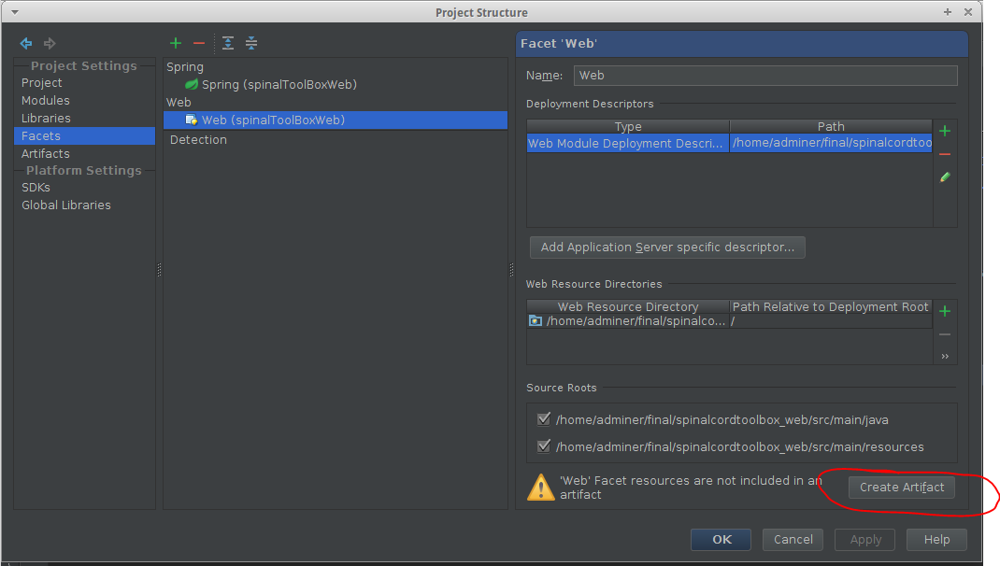 Project Structure
Project Settings
Project
Modules
Libraries
Facets
Artifacts
Platform Settings
SDKs
Global Libraries
Spring
Spring (spinalToolBoxWeb)
Web
Web (spinalToolBoxWeb)
Detection
Facet 'Web'
Name: Web
Deployment Descriptors
Type Path
Web Module Deployment Descri... /home/adminer/final/spinalcordtoo
Add Application Server specific descriptor...
Web Resource Directories
Web Resource Directory Path Relative to Deployment Root
/home/adminer/final/spinalco... /
Source Roots
/home/adminer/final/spinalcordtoolbox_web/src/main/java
/home/adminer/final/spinalcordtoolbox_web/src/main/resources
'Web' Facet resources are not included in an
artifact
Create Artifact
OK Cancel Apply Help